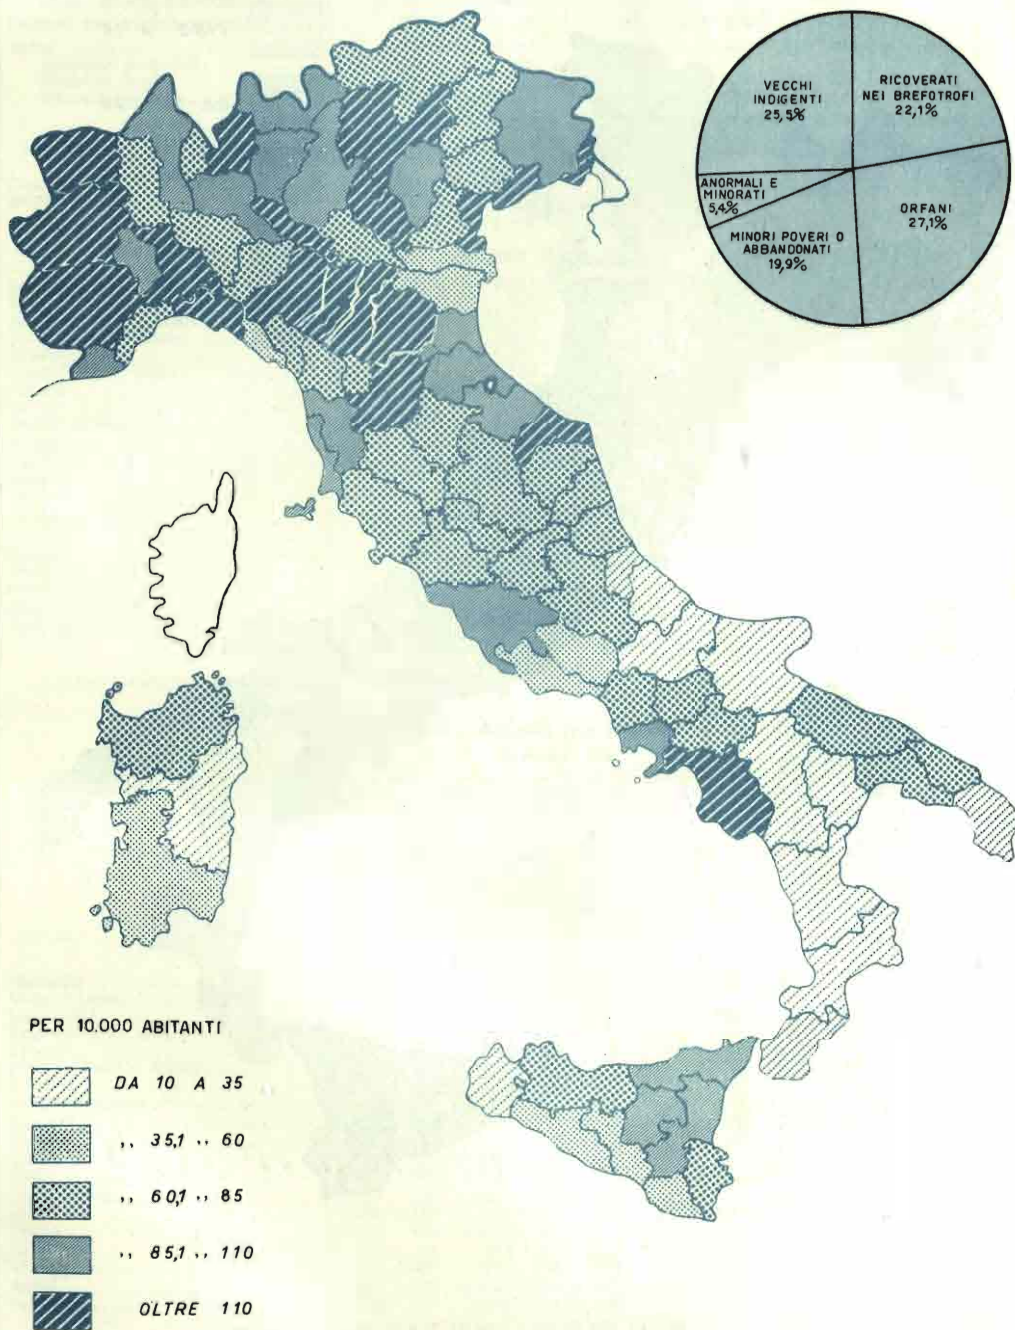 VECCHI
INDIGENTI
25,5%
RICOVERATI
NEI BREFOTROFI
22,1%
ANORMALI E
MINORATI
5,4%
ORFANI
27,1%
MINORI POVERI O
ABBANDONATI
19,9%
PER 10.000 ABITANTI
DA 10 A 35
,, 35,1 ,, 60
,, 60,1 ,, 85
,, 85,1 ,, 110
OLTRE 110